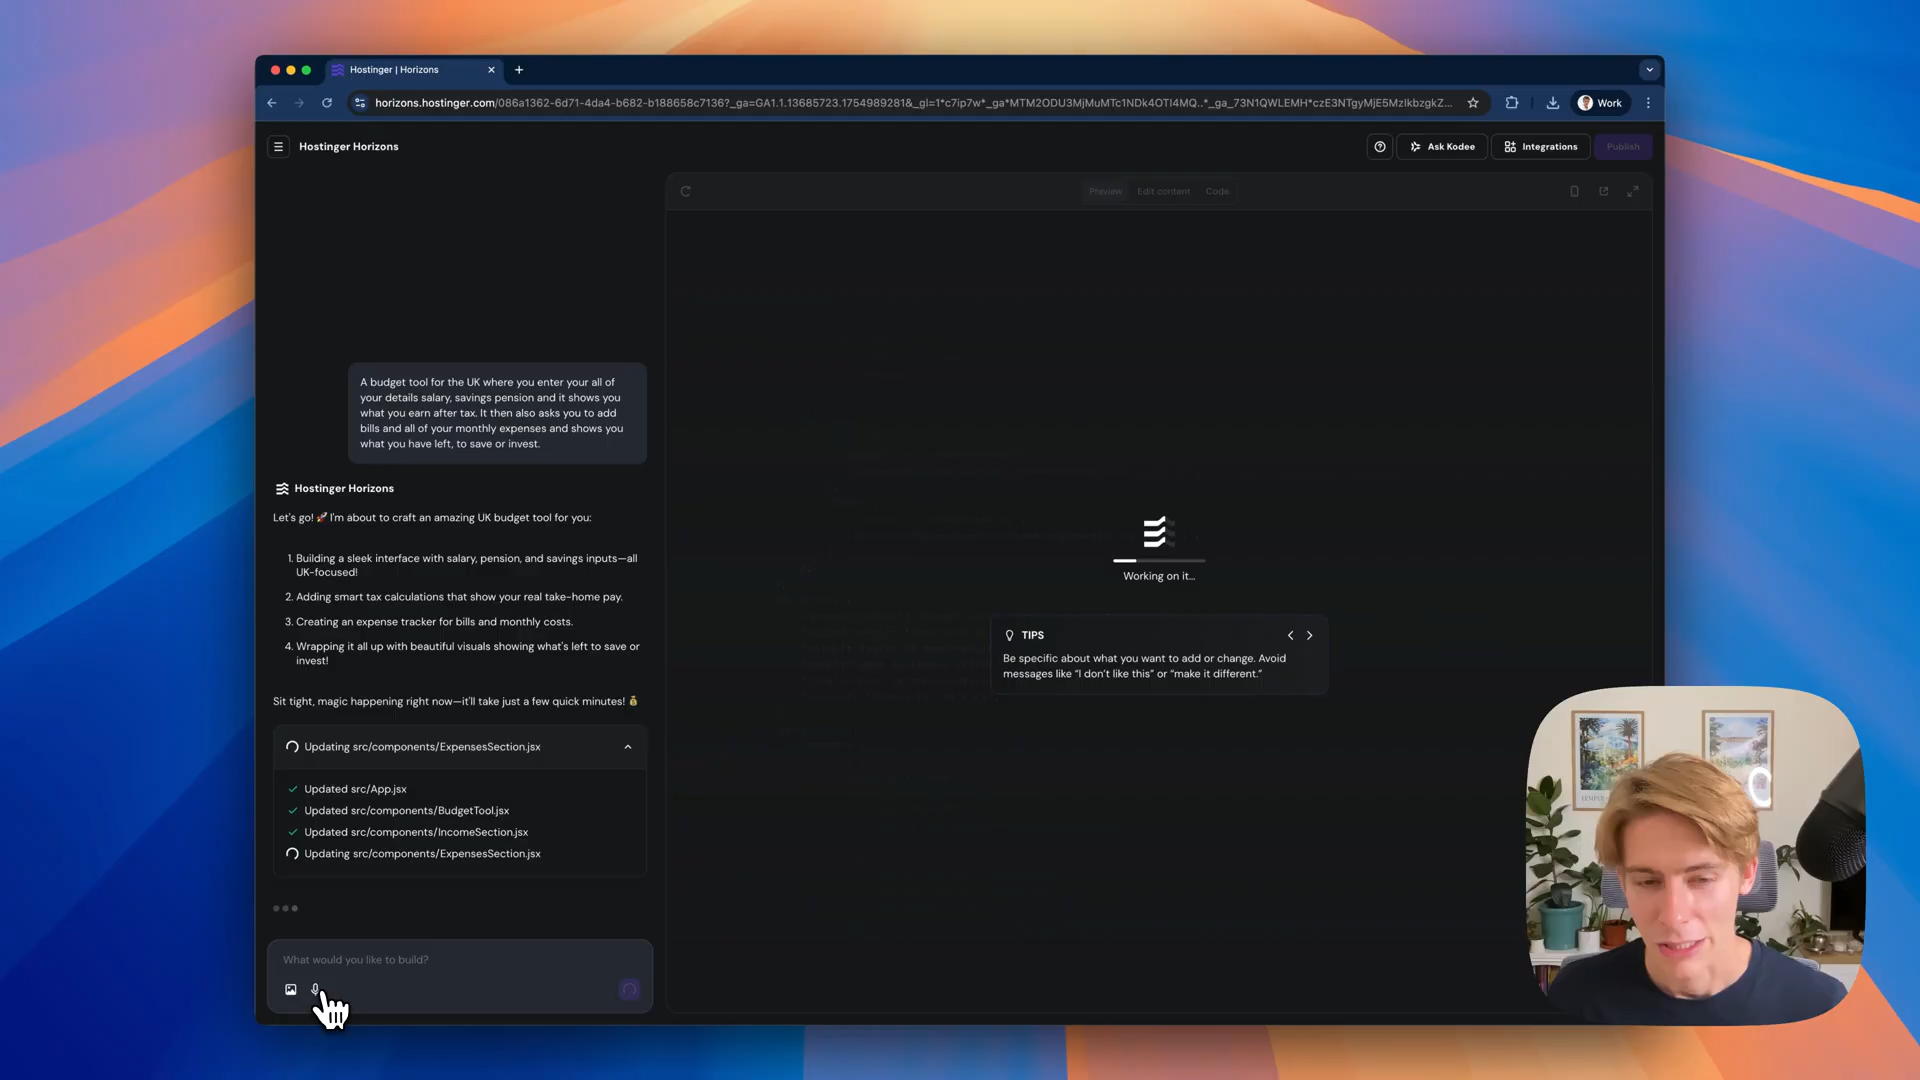 Hostinger | Horizons
horizons.hostinger.com/086a1362-6d71-4da4-b682-b188658c7136?_ga=GA1.1.13685723.1754989281&_gl=1*c7ip7w*_ga*MTM2ODU3MjMuMTc1NDk4OTI4MQ..*_ga_73N1QWLEMH*czE3NTgyMjE5MzIkbzgkZ...
Work
Hostinger Horizons
Ask Kodee
Integrations
Publish
Preview
Edit content
Code
A budget tool for the UK where you enter your all of
your details salary, savings pension and it shows you
what you earn after tax. It then also asks you to add
bills and all of your monthly expenses and shows you
what you have left, to save or invest.
Hostinger Horizons
Let's go! 🚀 I'm about to craft an amazing UK budget tool for you:
1. Building a sleek interface with salary, pension, and savings inputs—all
UK-focused!
2. Adding smart tax calculations that show your real take-home pay.
3. Creating an expense tracker for bills and monthly costs.
4. Wrapping it all up with beautiful visuals showing what's left to save or
invest!
Sit tight, magic happening right now—it'll take just a few quick minutes! 💰
Updating src/components/ExpensesSection.jsx
Updated src/App.jsx
Updated src/components/BudgetTool.jsx
Updated src/components/IncomeSection.jsx
Updating src/components/ExpensesSection.jsx
What would you like to build?
Working on it...
TIPS
Be specific about what you want to add or change. Avoid
messages like “I don't like this” or “make it different.”